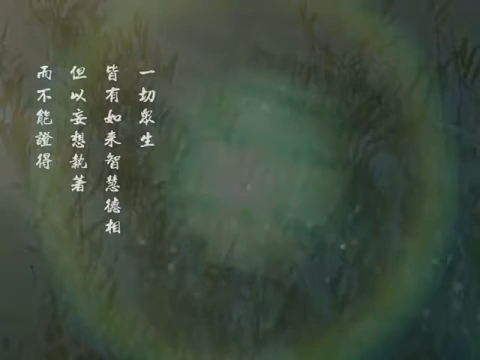 一切眾生
皆有如来智慧德相
但以妄想執著
而不能證得